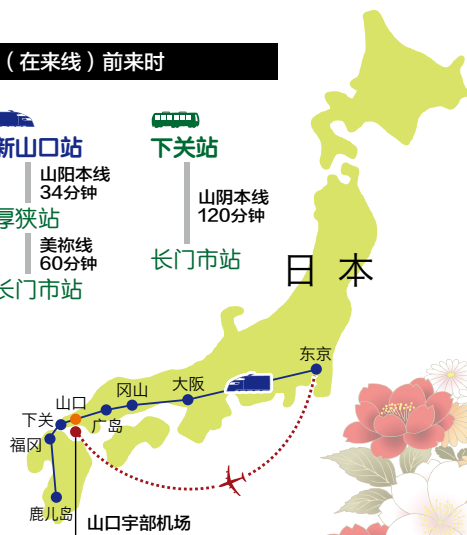 （在来线）前来时
新山口站
山阳本线
34分钟
厚狭站
美祢线
60分钟
长门市站
下关站
山阴本线
120分钟
长门市站
日本
东京
大阪
冈山
广岛
山口
下关
福冈
鹿儿岛
山口宇部机场